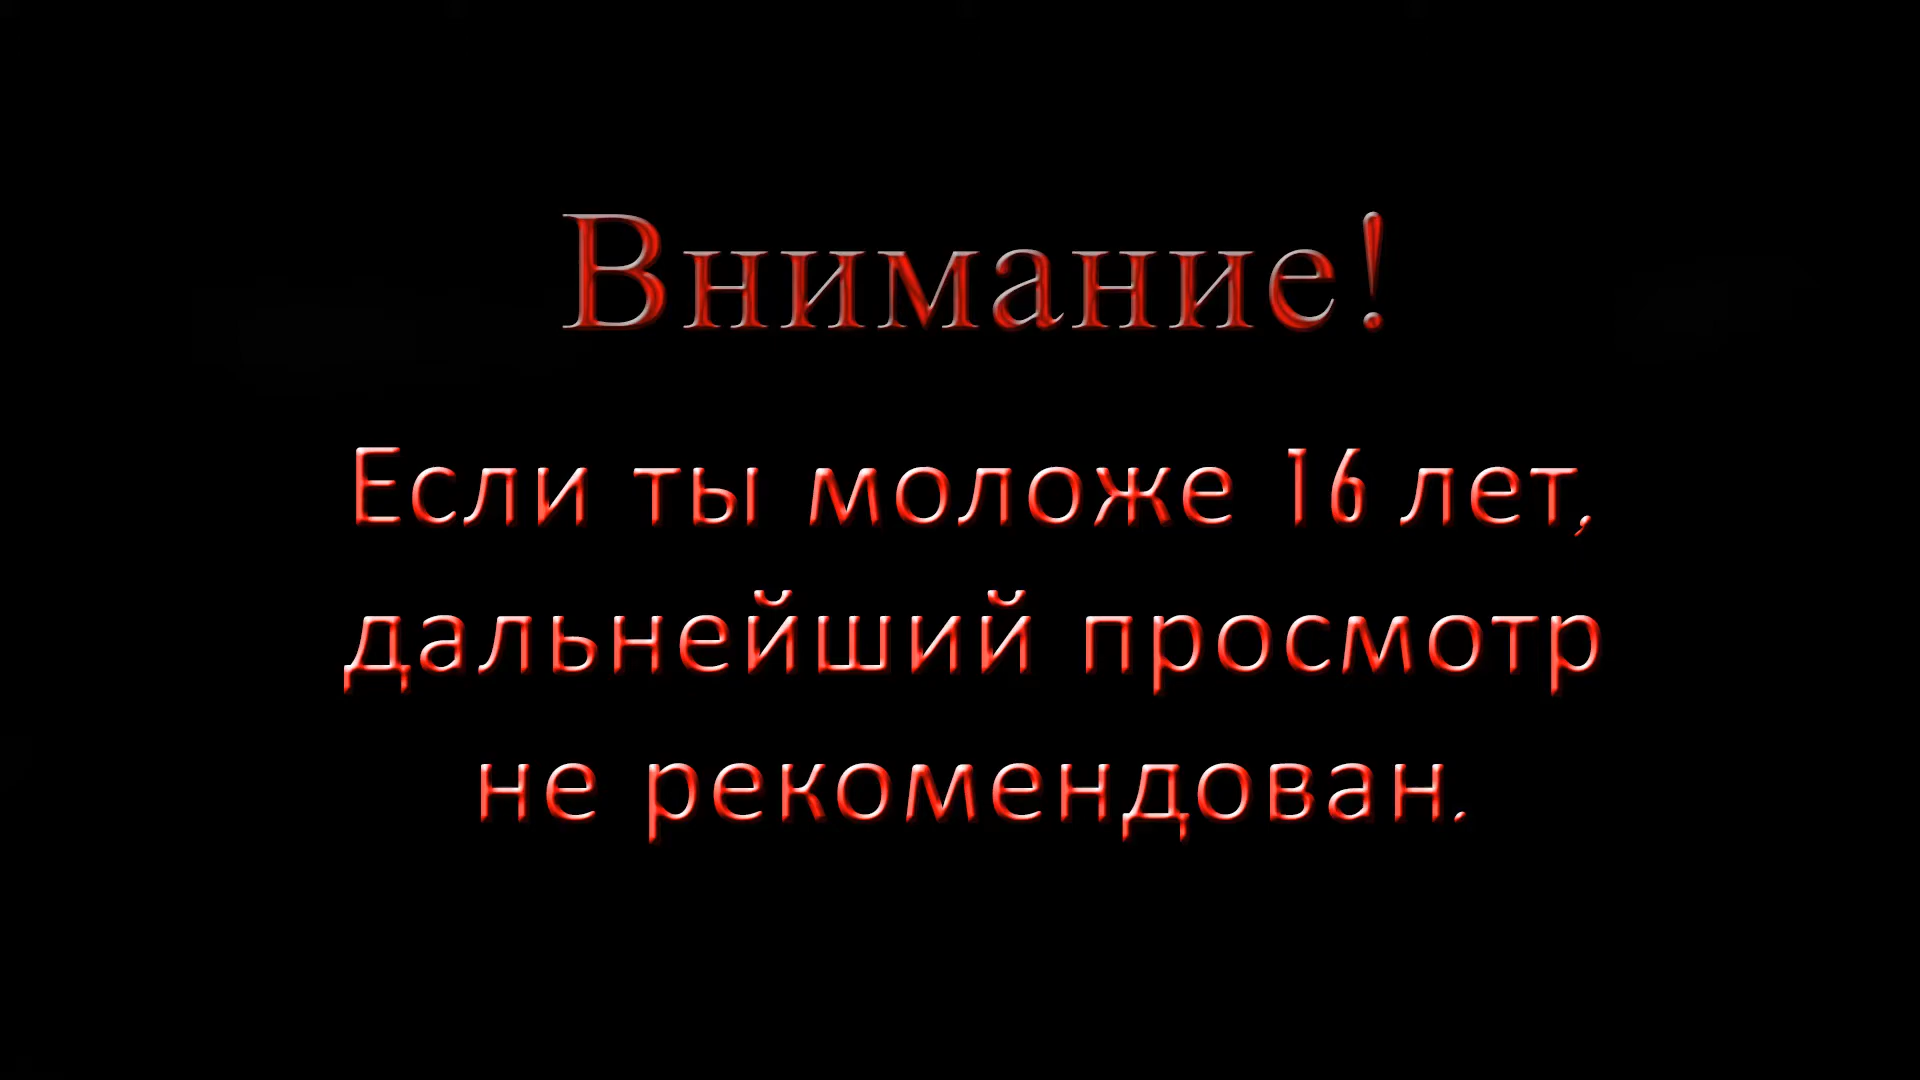 Внимание!
Если ты моложе 16 лет,
дальнейший просмотр
не рекомендован.